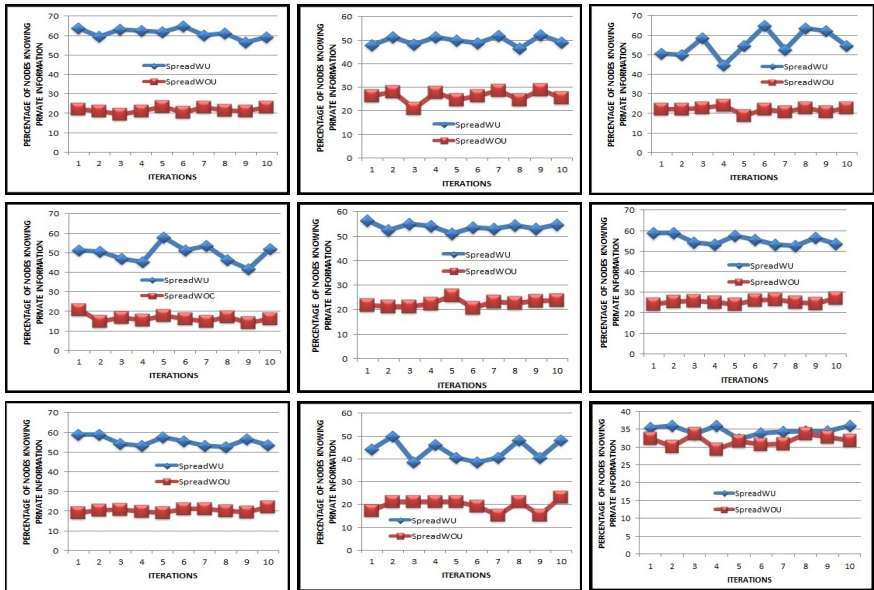 PERCENTAGE OF NODES KNOWING
PRIVATE INFORMATION
70
60
50
40
30
20
10
0
SpreadWU
SpreadWOU
1 2 3 4 5 6 7 8 9 10
ITERATIONS
PERCENTAGE OF NODES KNOWING
PRIVATE INFORMATION
60
50
40
30
20
10
0
SpreadWU
SpreadWOU
1 2 3 4 5 6 7 8 9 10
ITERATIONS
PERCENTAGE OF NODES KNOWING
PRIVATE INFORMATION
70
60
50
40
30
20
10
0
SpreadWU
SpreadWOU
1 2 3 4 5 6 7 8 9 10
ITERATIONS
PERCENTAGE OF NODES KNOWING
PRIVATE INFORMATION
70
60
50
40
30
20
10
0
SpreadWU
SpreadWOC
1 2 3 4 5 6 7 8 9 10
ITERATIONS
PERCENTAGE OF NODES KNOWING
PRIVATE INFORMATION
60
50
40
30
20
10
0
SpreadWU
SpreadWOU
1 2 3 4 5 6 7 8 9 10
ITERATIONS
PERCENTAGE OF NODES KNOWING
PRIVATE INFORMATION
70
60
50
40
30
20
10
0
SpreadWU
SpreadWOU
1 2 3 4 5 6 7 8 9 10
ITERATIONS
PERCENTAGE OF NODES KNOWING
PRIVATE INFORMATION
70
60
50
40
30
20
10
0
SpreadWU
SpreadWOU
1 2 3 4 5 6 7 8 9 10
ITERATIONS
PERCENTAGE OF NODES KNOWING
PRIVATE INFORMATION
60
50
40
30
20
10
0
SpreadWU
SpreadWOU
1 2 3 4 5 6 7 8 9 10
ITERATIONS
PERCENTAGE OF NODES KNOWING
PRIVATE INFORMATION
40
35
30
25
20
15
10
5
0
SpreadWU
SpreadWOU
1 2 3 4 5 6 7 8 9 10
ITERATIONS